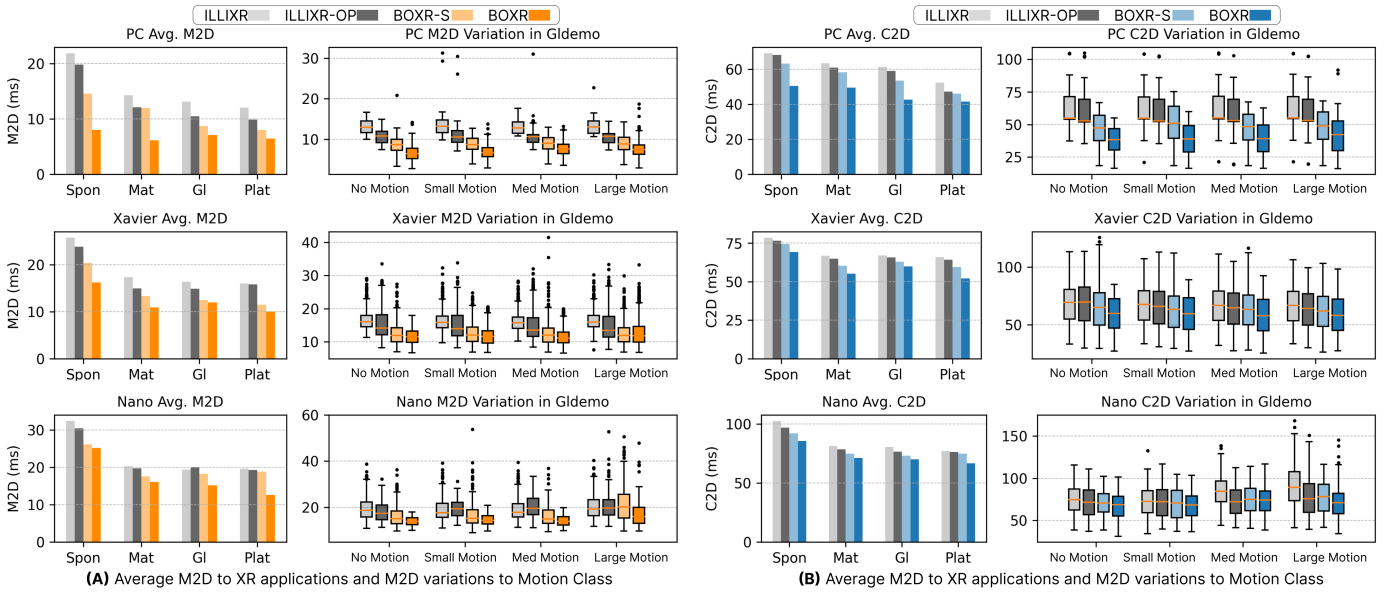 ILLIXR ILLIXR-OP BOXR-S BOXR
PC Avg. M2D
M2D (ms)
20
10
0
Spon Mat Gl Plat
PC M2D Variation in Gldemo
30
20
10
No Motion Small Motion Med Motion Large Motion
Xavier Avg. M2D
M2D (ms)
20
10
0
Spon Mat Gl Plat
Xavier M2D Variation in Gldemo
40
30
20
10
No Motion Small Motion Med Motion Large Motion
Nano Avg. M2D
M2D (ms)
30
20
10
0
Spon Mat Gl Plat
Nano M2D Variation in Gldemo
60
40
20
No Motion Small Motion Med Motion Large Motion
(A) Average M2D to XR applications and M2D variations to Motion Class
ILLIXR ILLIXR-OP BOXR-S BOXR
PC Avg. C2D
C2D (ms)
60
40
20
0
Spon Mat Gl Plat
PC C2D Variation in Gldemo
100
75
50
25
No Motion Small Motion Med Motion Large Motion
Xavier Avg. C2D
C2D (ms)
75
50
25
0
Spon Mat Gl Plat
Xavier C2D Variation in Gldemo
100
50
No Motion Small Motion Med Motion Large Motion
Nano Avg. C2D
C2D (ms)
100
50
0
Spon Mat Gl Plat
Nano C2D Variation in Gldemo
150
100
50
No Motion Small Motion Med Motion Large Motion
(B) Average M2D to XR applications and M2D variations to Motion Class